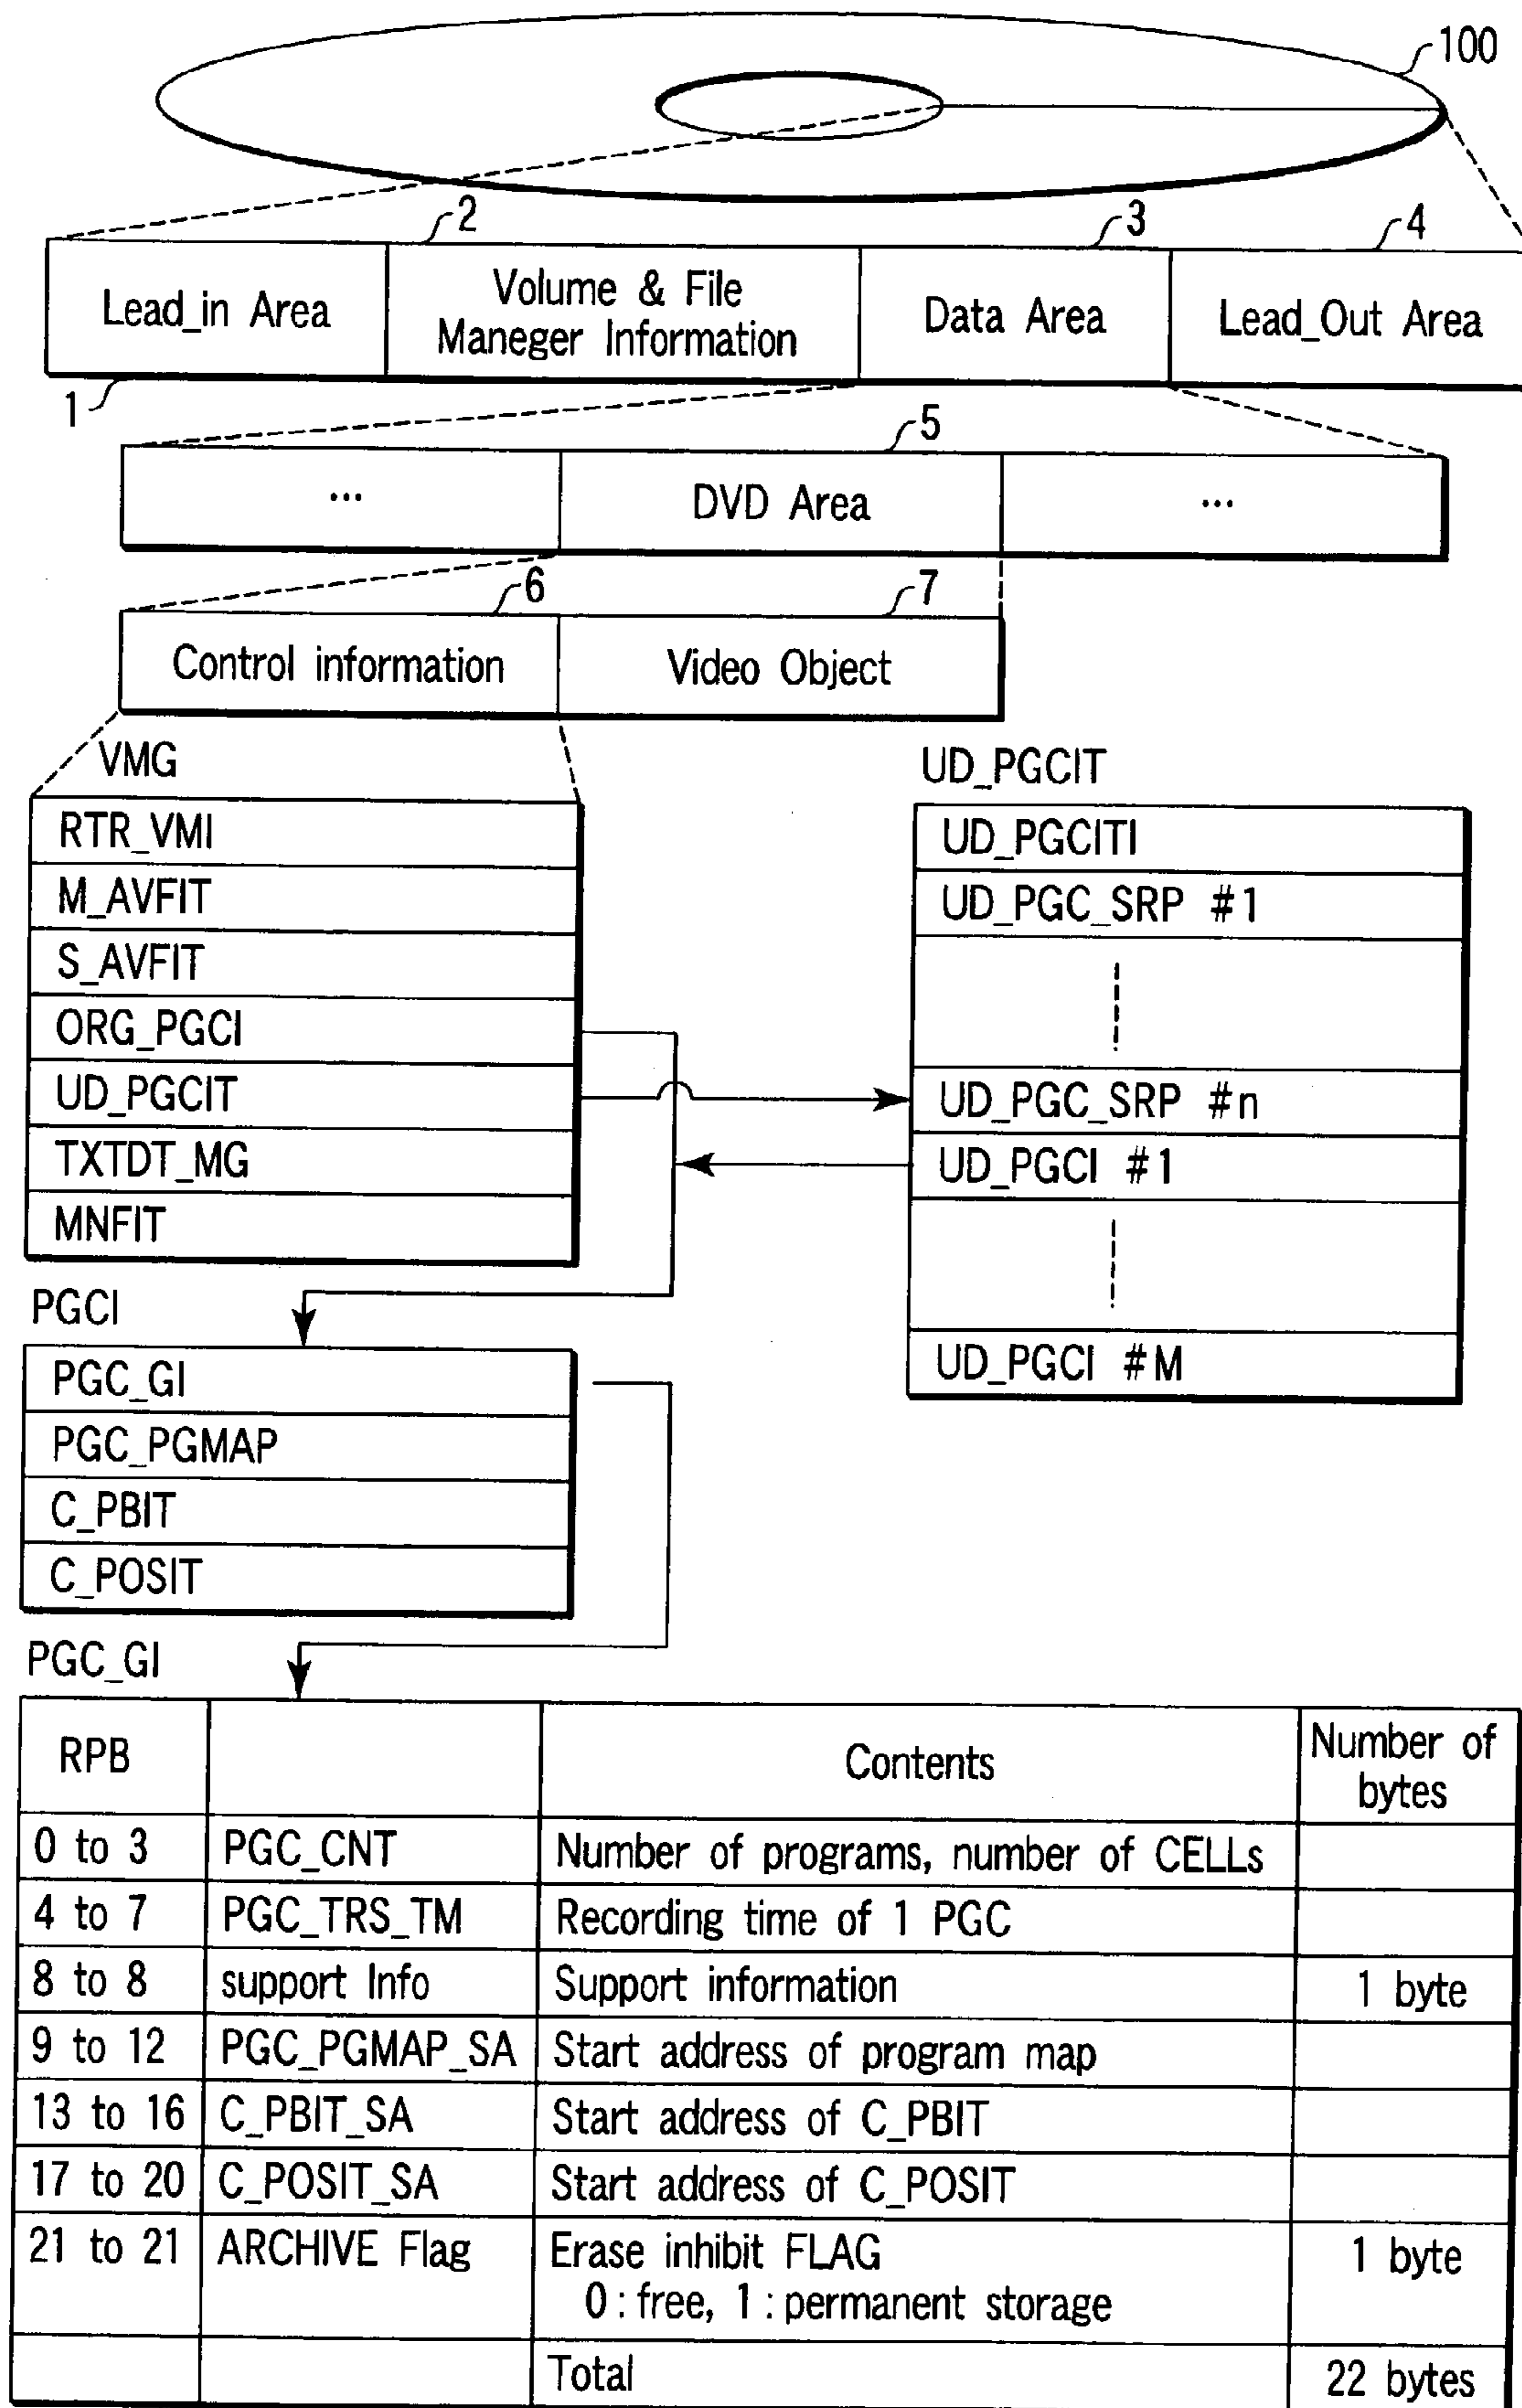 100
2
3
4
Lead_in Area
Volume & File
Maneger Information
Data Area
Lead_Out Area
1
5
...
DVD Area
...
6
7
Control information
Video Object
VMG
RTR_VMI
M_AVFIT
S_AVFIT
ORG_PGCI
UD_PGCIT
TXTDT_MG
MNFIT
UD_PGCIT
UD_PGCITI
UD_PGC_SRP #1
UD_PGC_SRP #n
UD_PGCI #1
UD_PGCI #M
PGCI
PGC_GI
PGC_PGMAP
C_PBIT
C_POSIT
PGC_GI
RPB Contents Number of
bytes
0 to 3 PGC_CNT Number of programs, number of CELLs
4 to 7 PGC_TRS_TM Recording time of 1 PGC
8 to 8 support Info Support information 1 byte
9 to 12 PGC_PGMAP_SA Start address of program map
13 to 16 C_PBIT_SA Start address of C_PBIT
17 to 20 C_POSIT_SA Start address of C_POSIT
21 to 21 ARCHIVE Flag Erase inhibit FLAG 1 byte
0 : free, 1 : permanent storage
Total 22 bytes